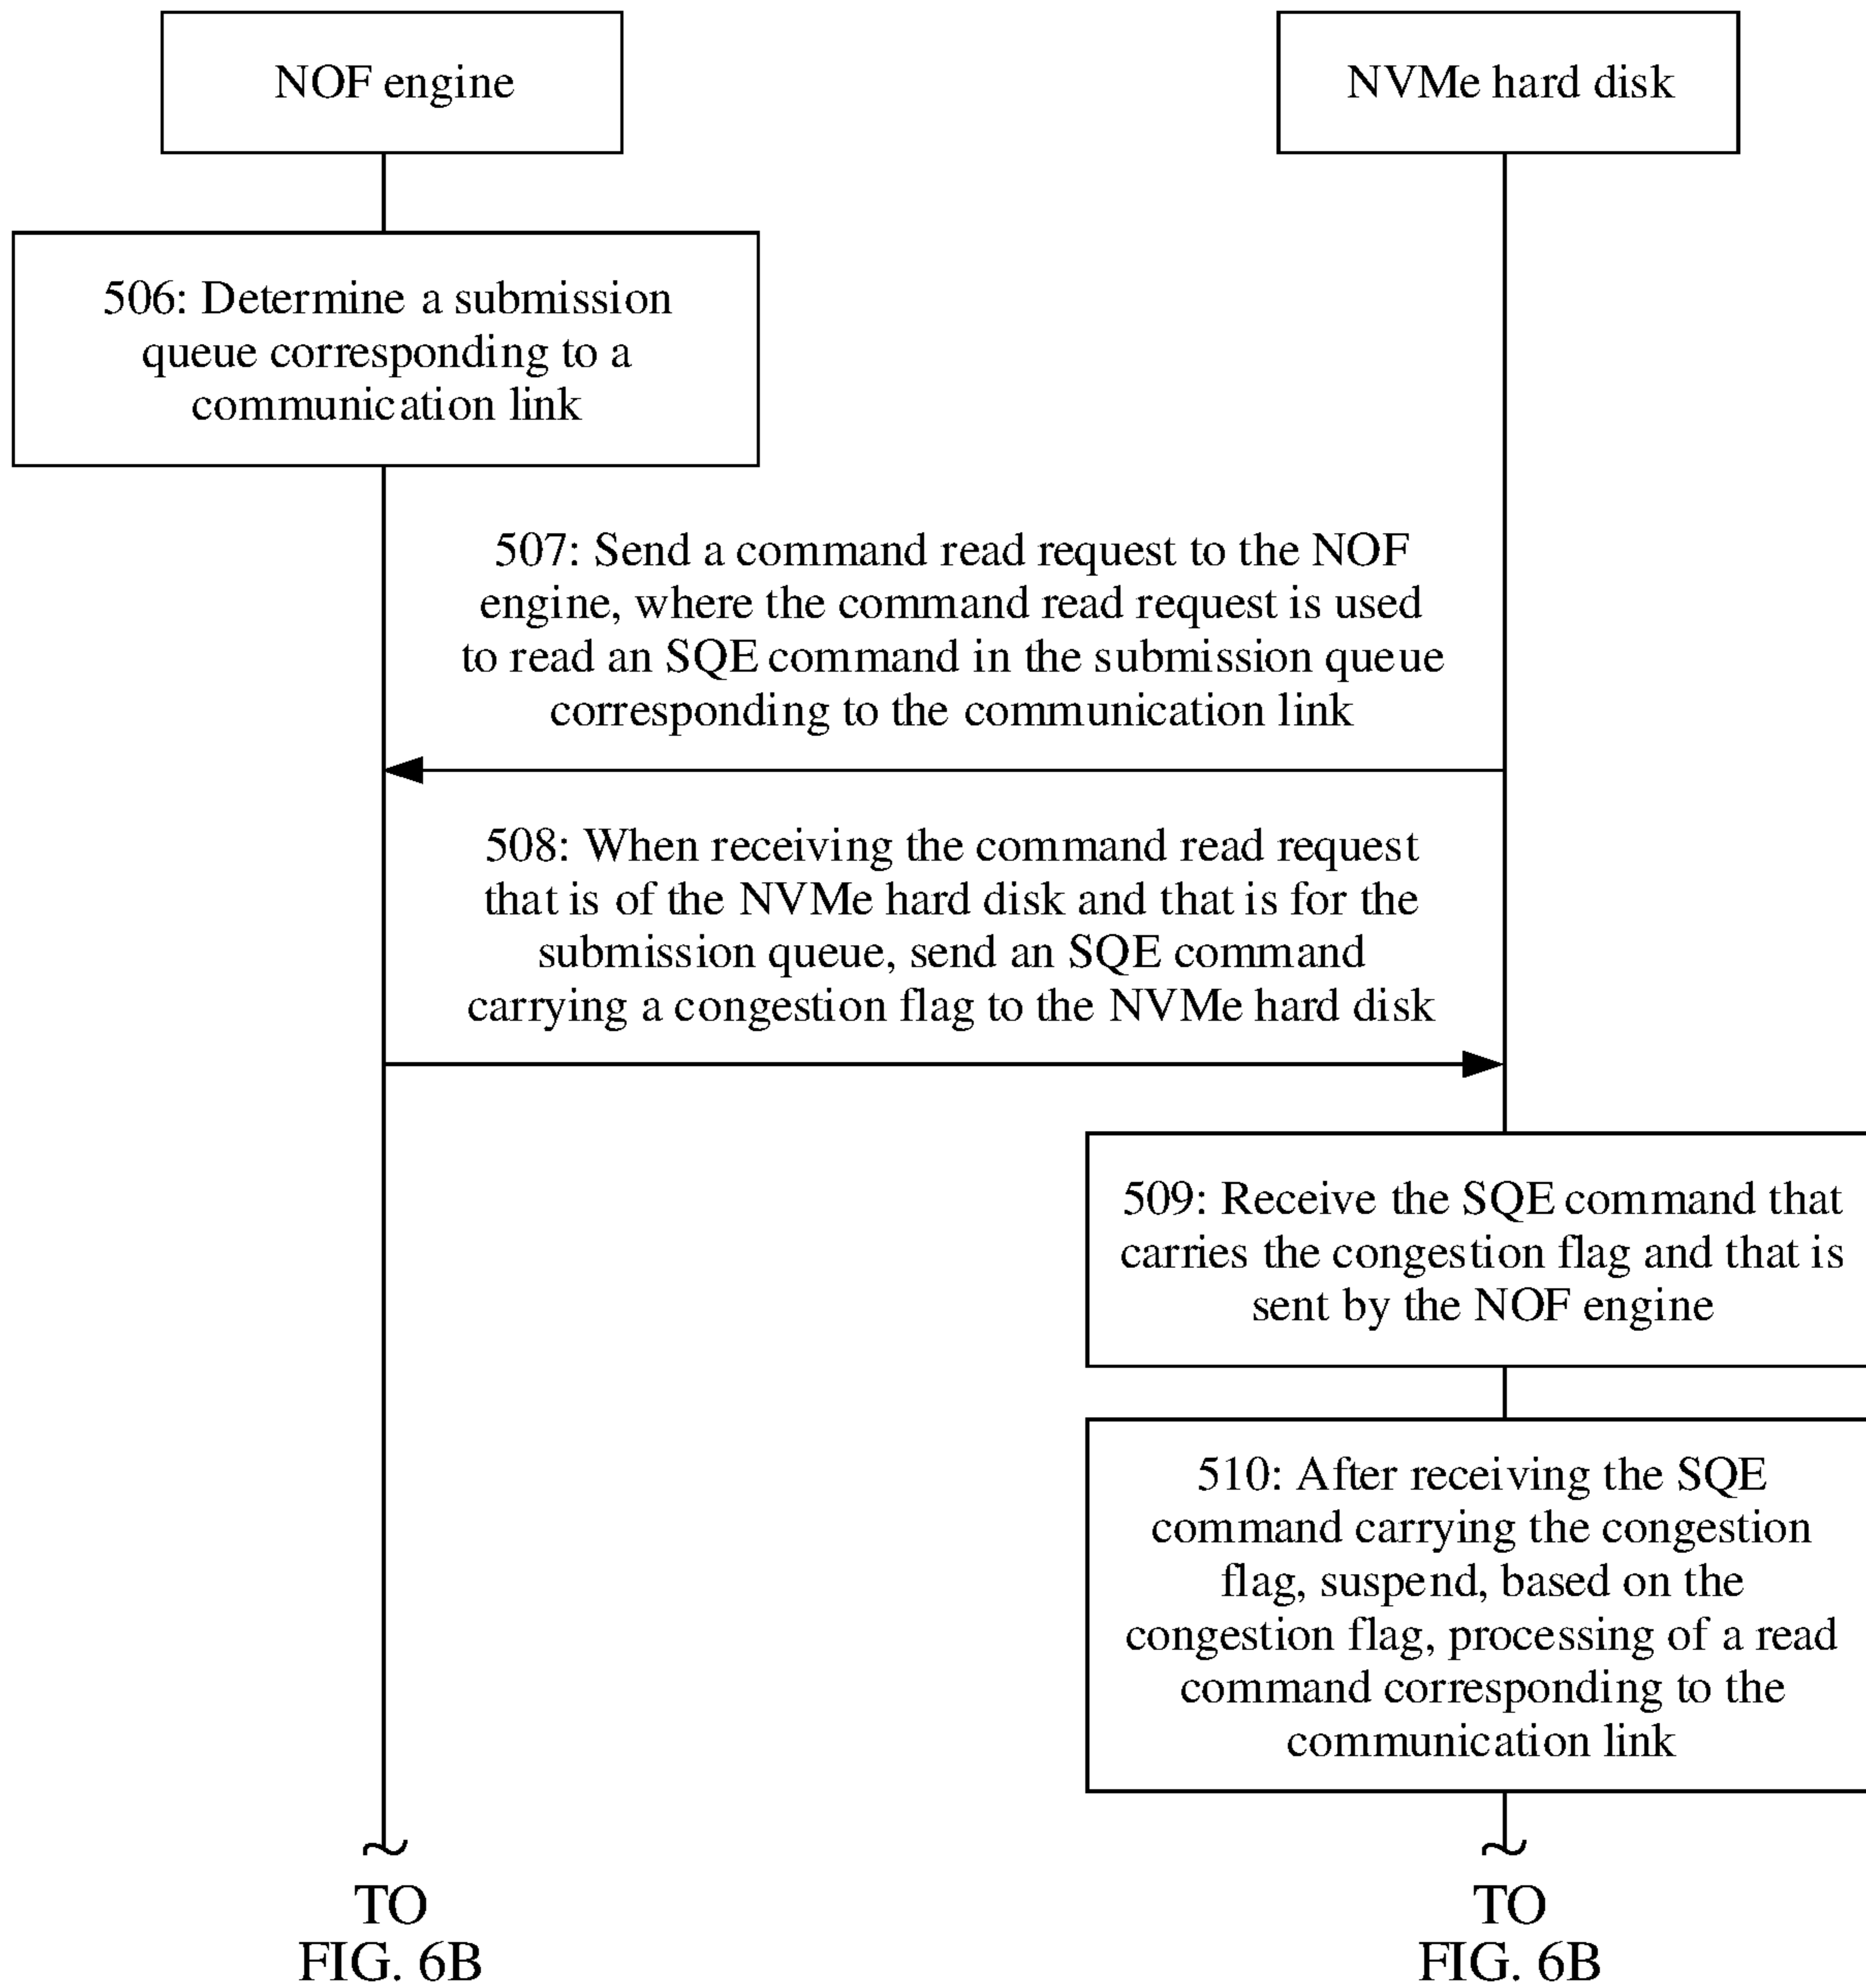 NOF engine
NVMe hard disk
506: Determine a submission
queue corresponding to a
communication link
507: Send a command read request to the NOF
engine, where the command read request is used
to read an SQE command in the submission queue
corresponding to the communication link
508: When receiving the command read request
that is of the NVMe hard disk and that is for the
submission queue, send an SQE command
carrying a congestion flag to the NVMe hard disk
509: Receive the SQE command that
carries the congestion flag and that is
sent by the NOF engine
510: After receiving the SQE
command carrying the congestion
flag, suspend, based on the
congestion flag, processing of a read
command corresponding to the
communication link
TO
FIG. 6B
TO
FIG. 6B